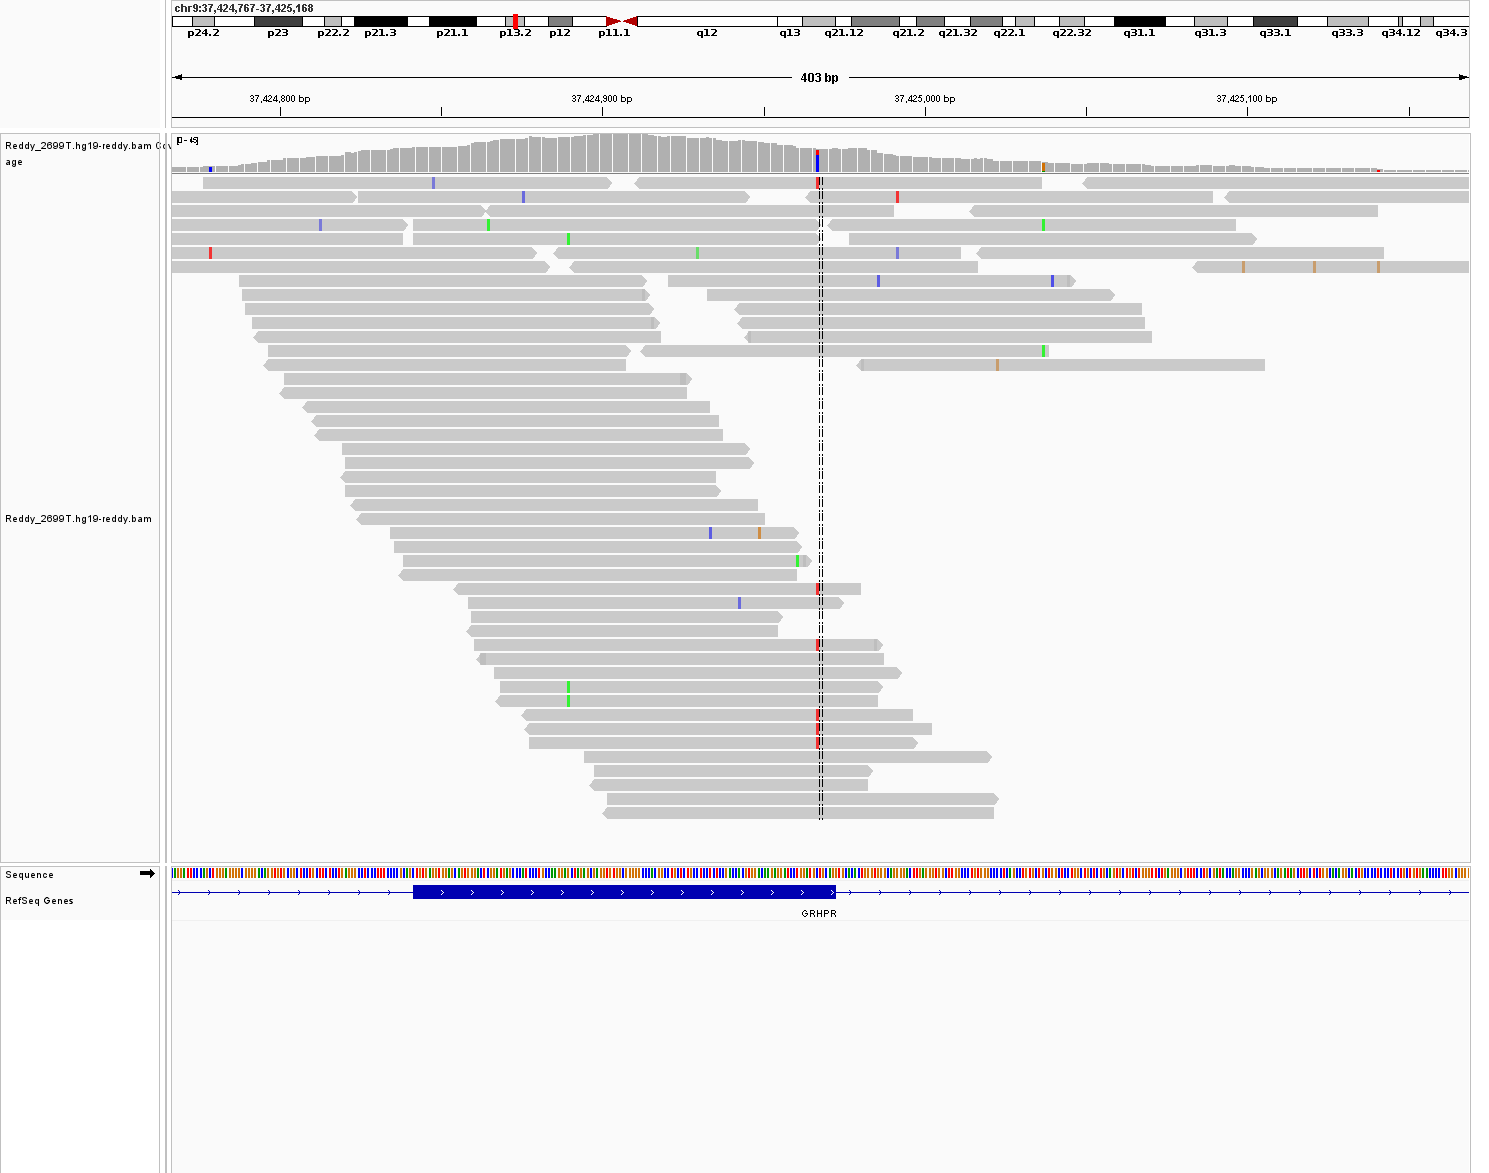 chr9:37,424,767-37,425,168
p24.2 p23 p22.2 p21.3 p21.1 p13.2 p12 p11.1 q12 q13 q21.12 q21.2 q21.32 q22.1 q22.32 q31.1 q31.3 q33.1 q33.3 q34.12 q34.3
403 bp
37,424,800 bp 37,424,900 bp 37,425,000 bp 37,425,100 bp
Reddy_2699T.hg19-reddy.bam Cov
age
Reddy_2699T.hg19-reddy.bam
Sequence
RefSeq Genes
GRHPR